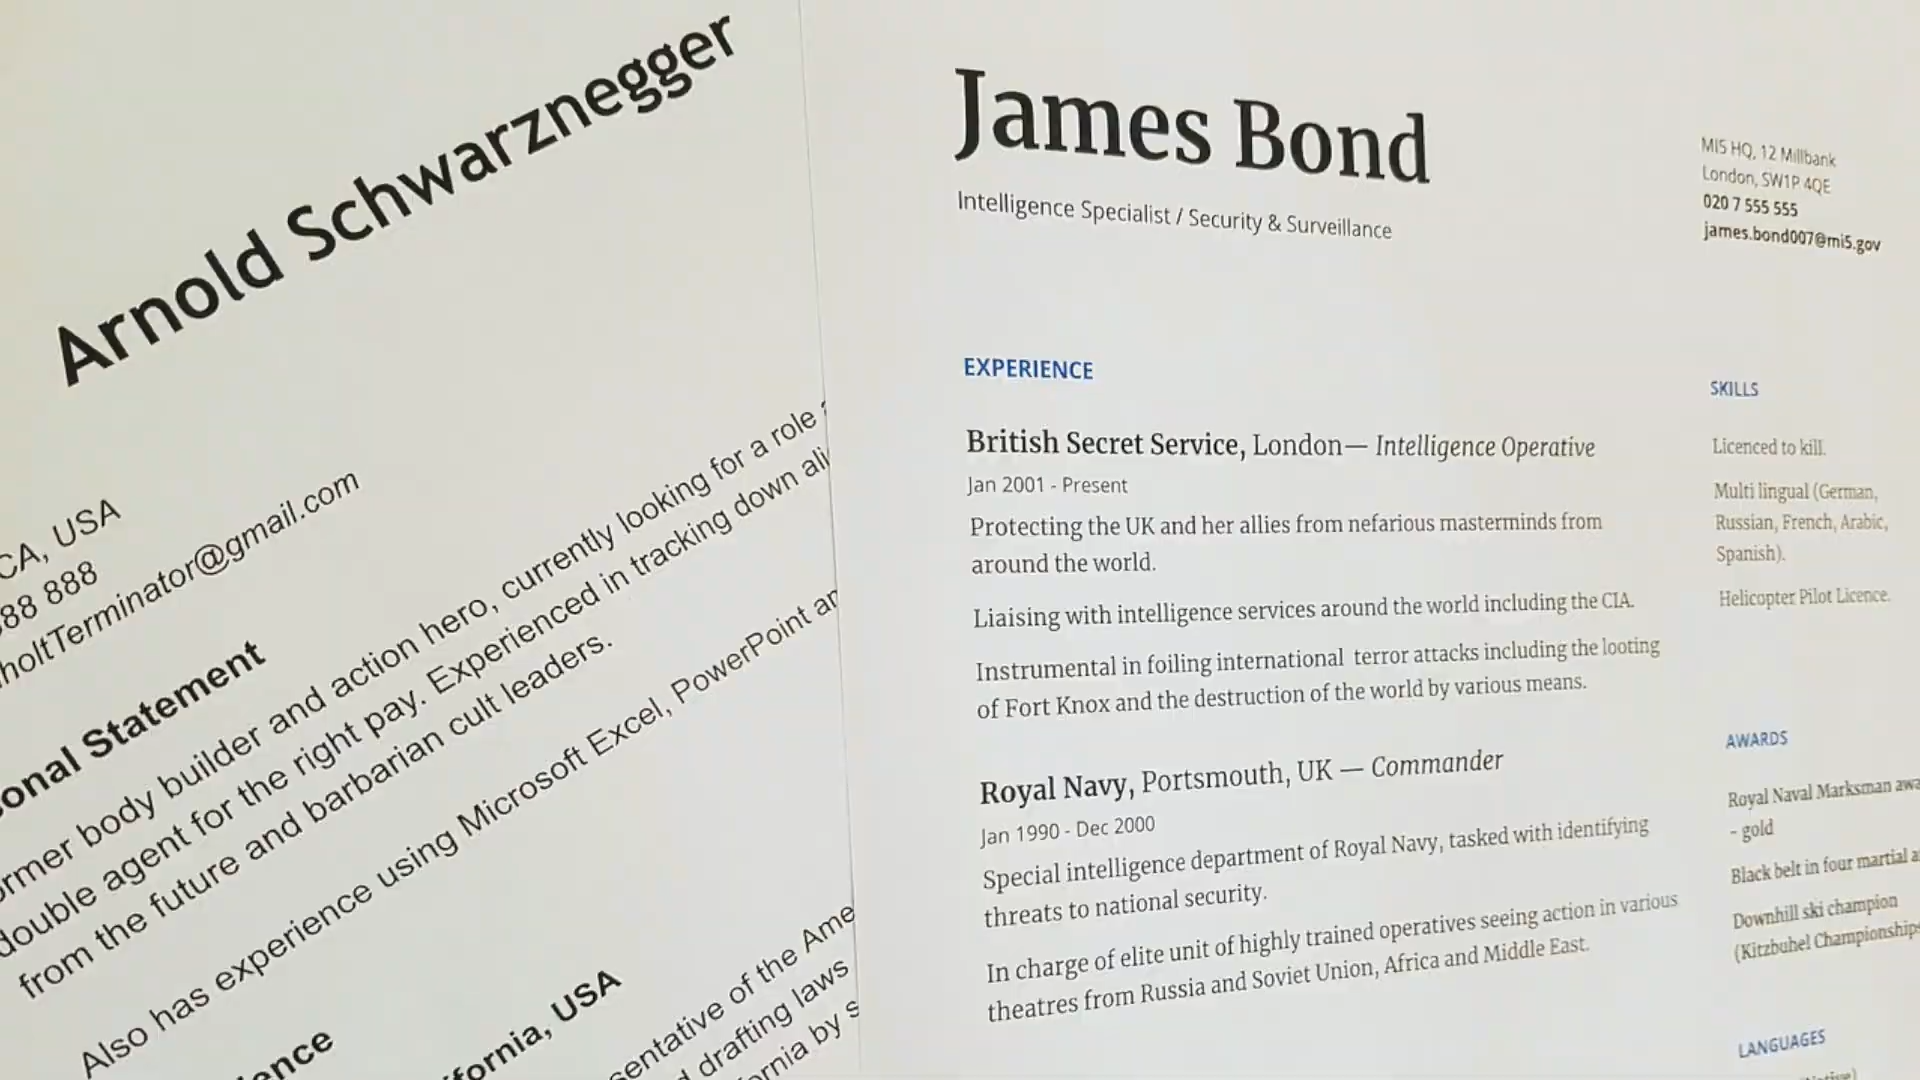 Arnold Schwarznegger
CA, USA
88 888
holtTerminator@gmail.com
onal Statement
ormer body builder and action hero, currently looking for a role
double agent for the right pay. Experienced in tracking down ali
from the future and barbarian cult leaders.
Also has experience using Microsoft Excel, PowerPoint an
ence
fornia, USA
sentative of the Ame
d drafting laws
ornia by s
James Bond
Intelligence Specialist / Security & Surveillance
MI5 HQ, 12 Millbank
London, SW1P 4QE
020 7 555 555
james.bond007@mi5.gov
EXPERIENCE
British Secret Service, London— Intelligence Operative
Jan 2001 - Present
Protecting the UK and her allies from nefarious masterminds from
around the world.
Liaising with intelligence services around the world including the CIA.
Instrumental in foiling international terror attacks including the looting
of Fort Knox and the destruction of the world by various means.
Royal Navy, Portsmouth, UK — Commander
Jan 1990 - Dec 2000
Special intelligence department of Royal Navy, tasked with identifying
threats to national security.
In charge of elite unit of highly trained operatives seeing action in various
theatres from Russia and Soviet Union, Africa and Middle East.
SKILLS
Licenced to kill.
Multi lingual (German,
Russian, French, Arabic,
Spanish).
Helicopter Pilot Licence.
AWARDS
Royal Naval Marksman awa
- gold
Black belt in four martial a
Downhill ski champion
(Kitzbuhel Championships
LANGUAGES